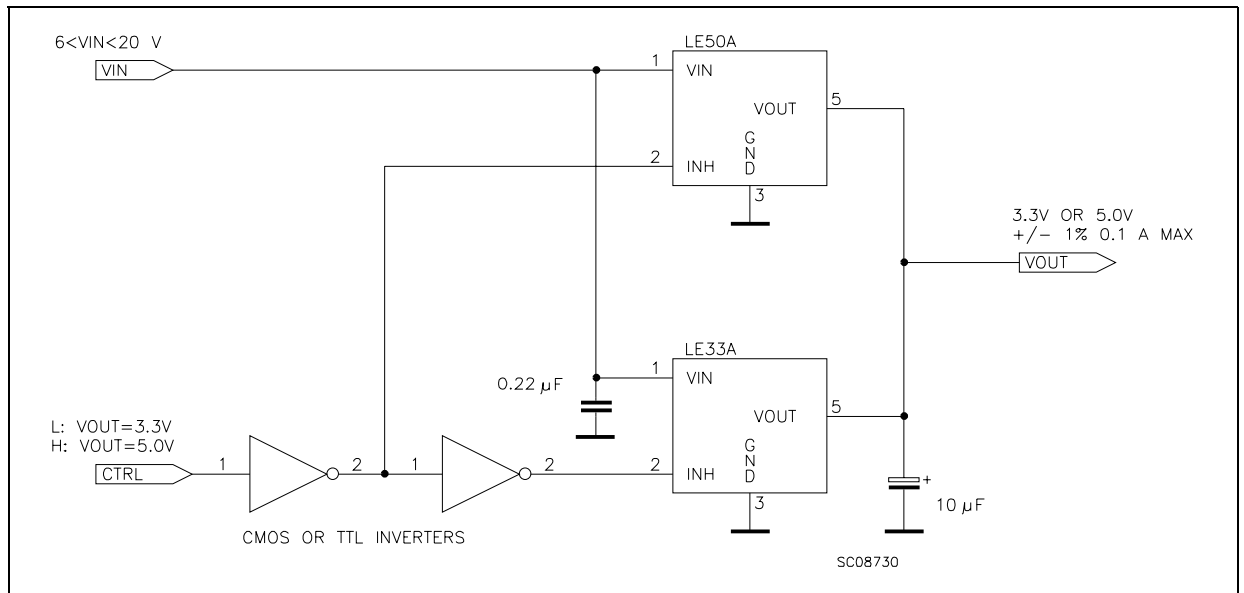 6<VIN<20 V
VIN
LE50A
1
VIN
VOUT
5
2
INH
GND
3
3.3V OR 5.0V
+/- 1% 0.1 A MAX
VOUT
LE33A
0.22 µF
1
VIN
VOUT
5
L: VOUT=3.3V
H: VOUT=5.0V
CTRL
1
2
1
2
2
INH
GND
3
+
10 µF
CMOS OR TTL INVERTERS
SC08730